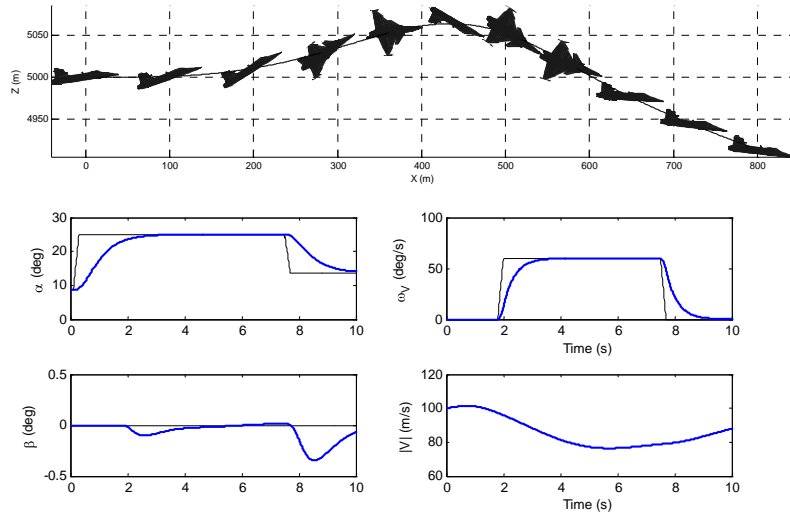 5050
5000
4950
Z (m)
0 100 200 300 400 500 600 700 800
X (m)
30
20
10
0
α (deg)
0 2 4 6 8 10
100
50
0
ωV (deg/s)
0 2 4 6 8 10
Time (s)
0.5
0
-0.5
β (deg)
0 2 4 6 8 10
120
100
80
60
|V| (m/s)
0 2 4 6 8 10
Time (s)